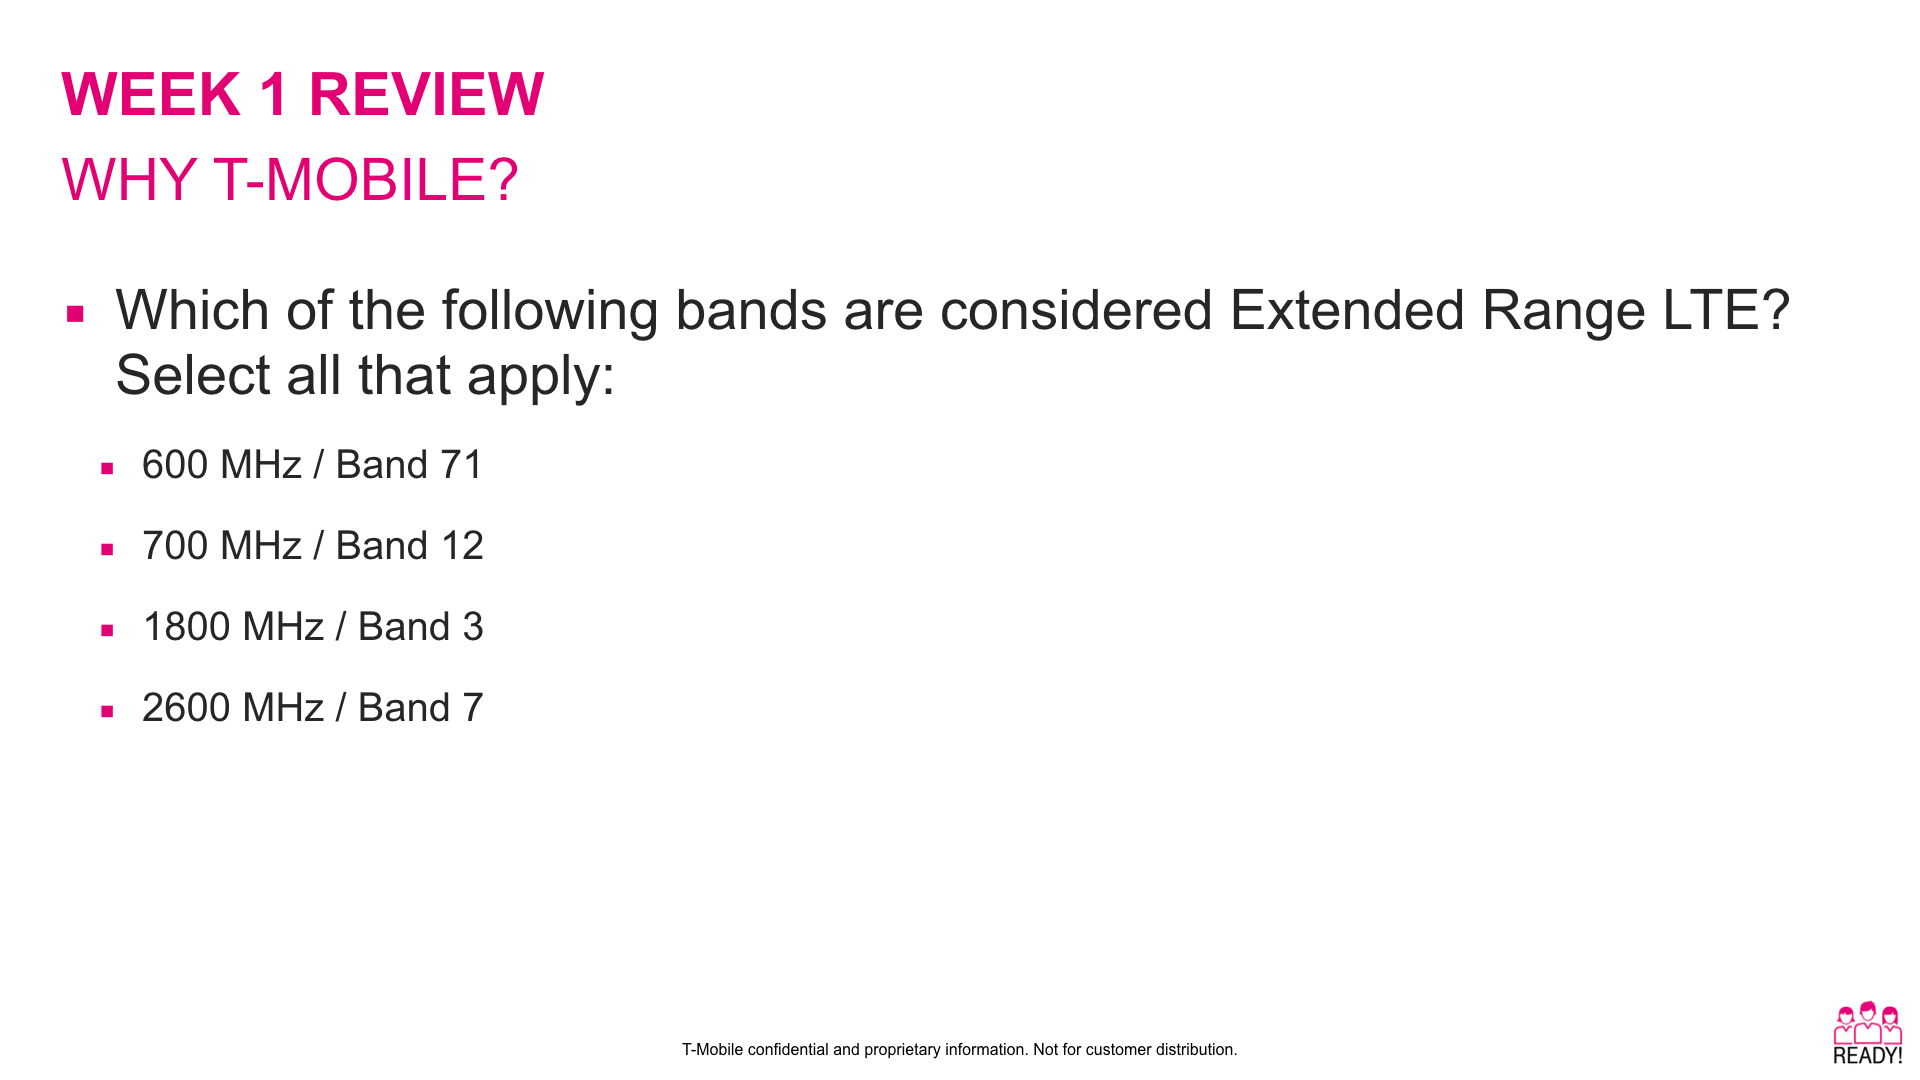 WEEK 1 REVIEW
WHY T-MOBILE?
Which of the following bands are considered Extended Range LTE?
Select all that apply:
600 MHz / Band 71
700 MHz / Band 12
1800 MHz / Band 3
2600 MHz / Band 7
T-Mobile confidential and proprietary information. Not for customer distribution.
READY!